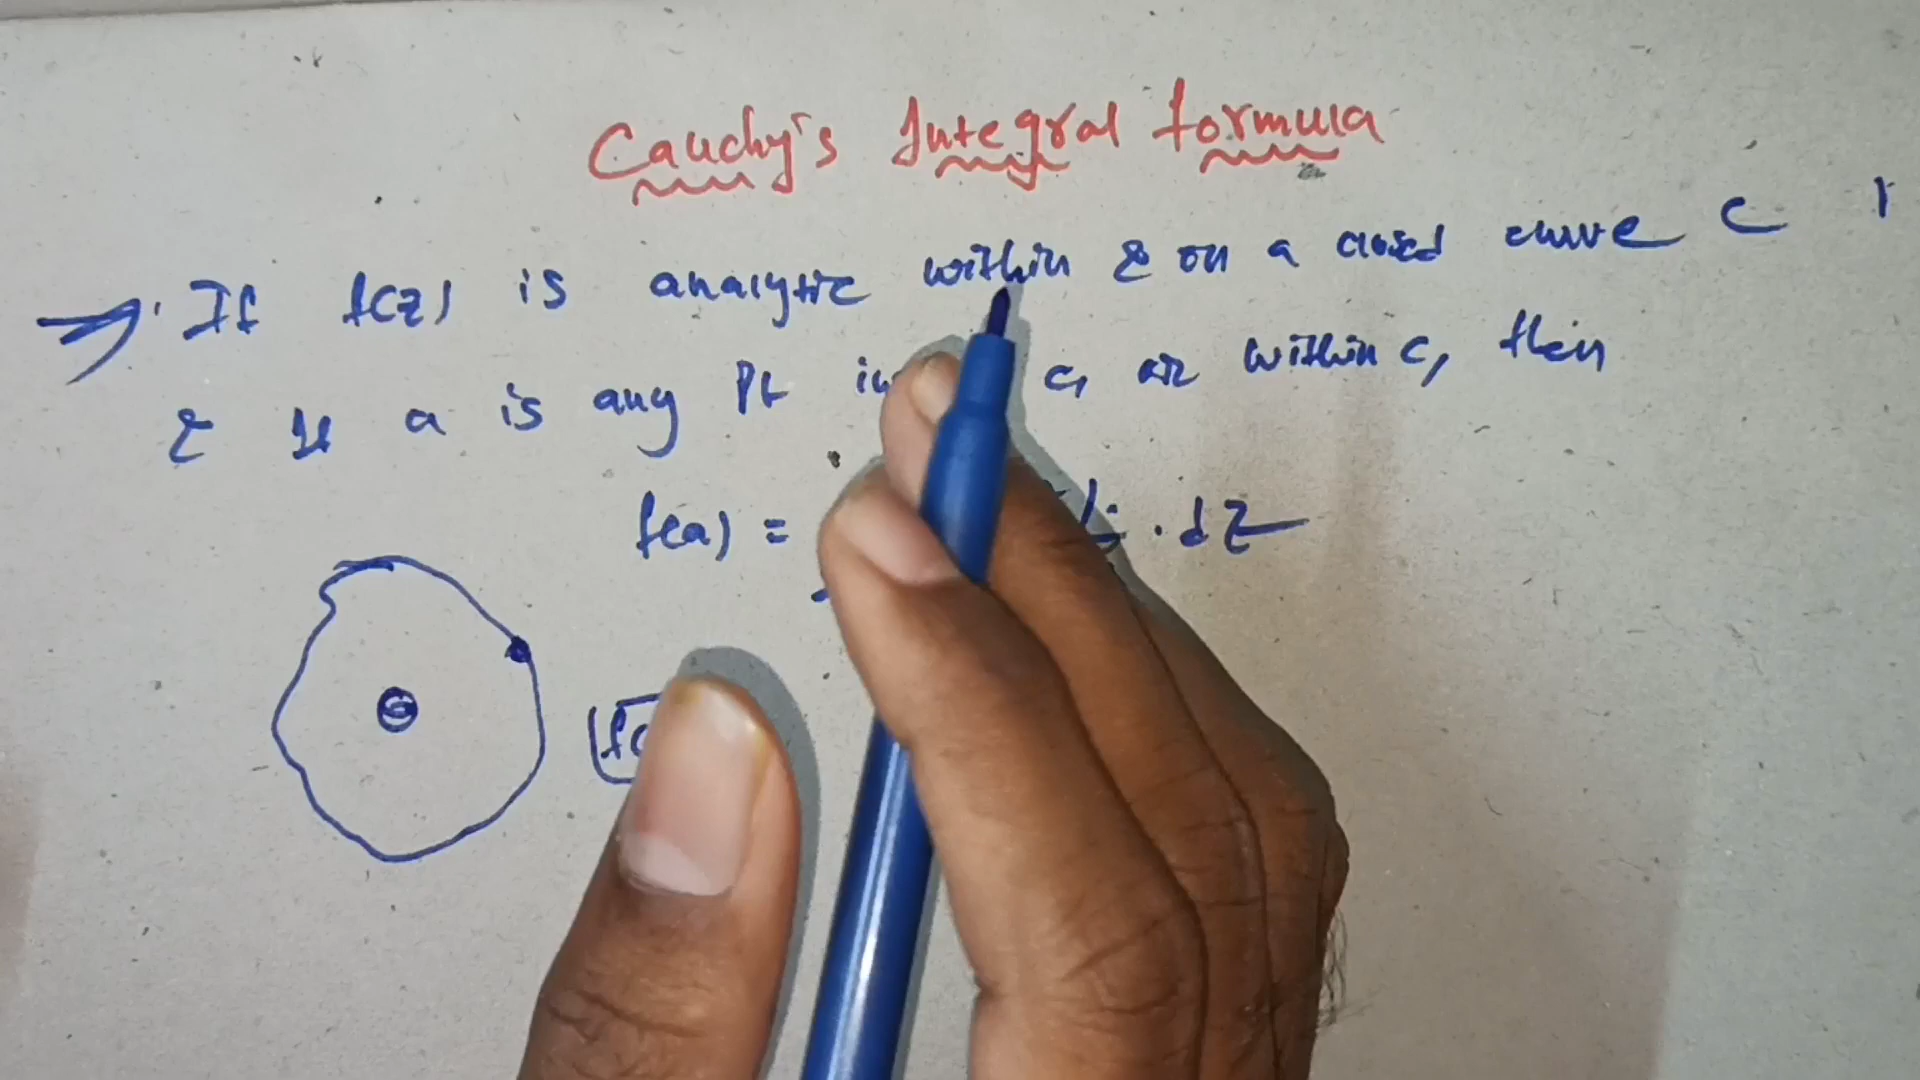 Cauchy's Integral formula
If f(z) is analytic within & on a closed curve C
& if a is any Pt in C, or within C, then
f(a) = . dz